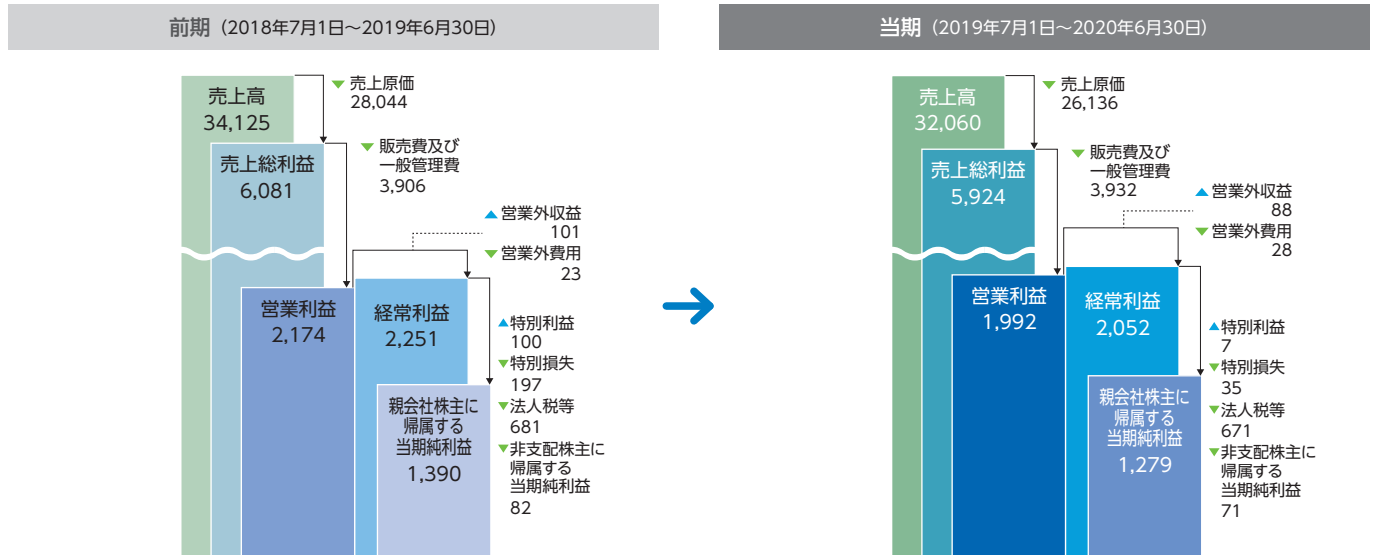 前期（2018年7月1日～2019年6月30日）
売上高
34,125
▼売上原価
28,044
売上総利益
6,081
▼販売費及び
一般管理費
3,906
▲営業外収益
101
▼営業外費用
23
営業利益
2,174
経常利益
2,251
▲特別利益
100
▼特別損失
197
▼法人税等
681
▼非支配株主に
帰属する
当期純利益
82
親会社株主に
帰属する
当期純利益
1,390
当期（2019年7月1日～2020年6月30日）
売上高
32,060
▼売上原価
26,136
売上総利益
5,924
▼販売費及び
一般管理費
3,932
▲営業外収益
88
▼営業外費用
28
営業利益
1,992
経常利益
2,052
▲特別利益
7
▼特別損失
35
▼法人税等
671
▼非支配株主に
帰属する
当期純利益
71
親会社株主に
帰属する
当期純利益
1,279